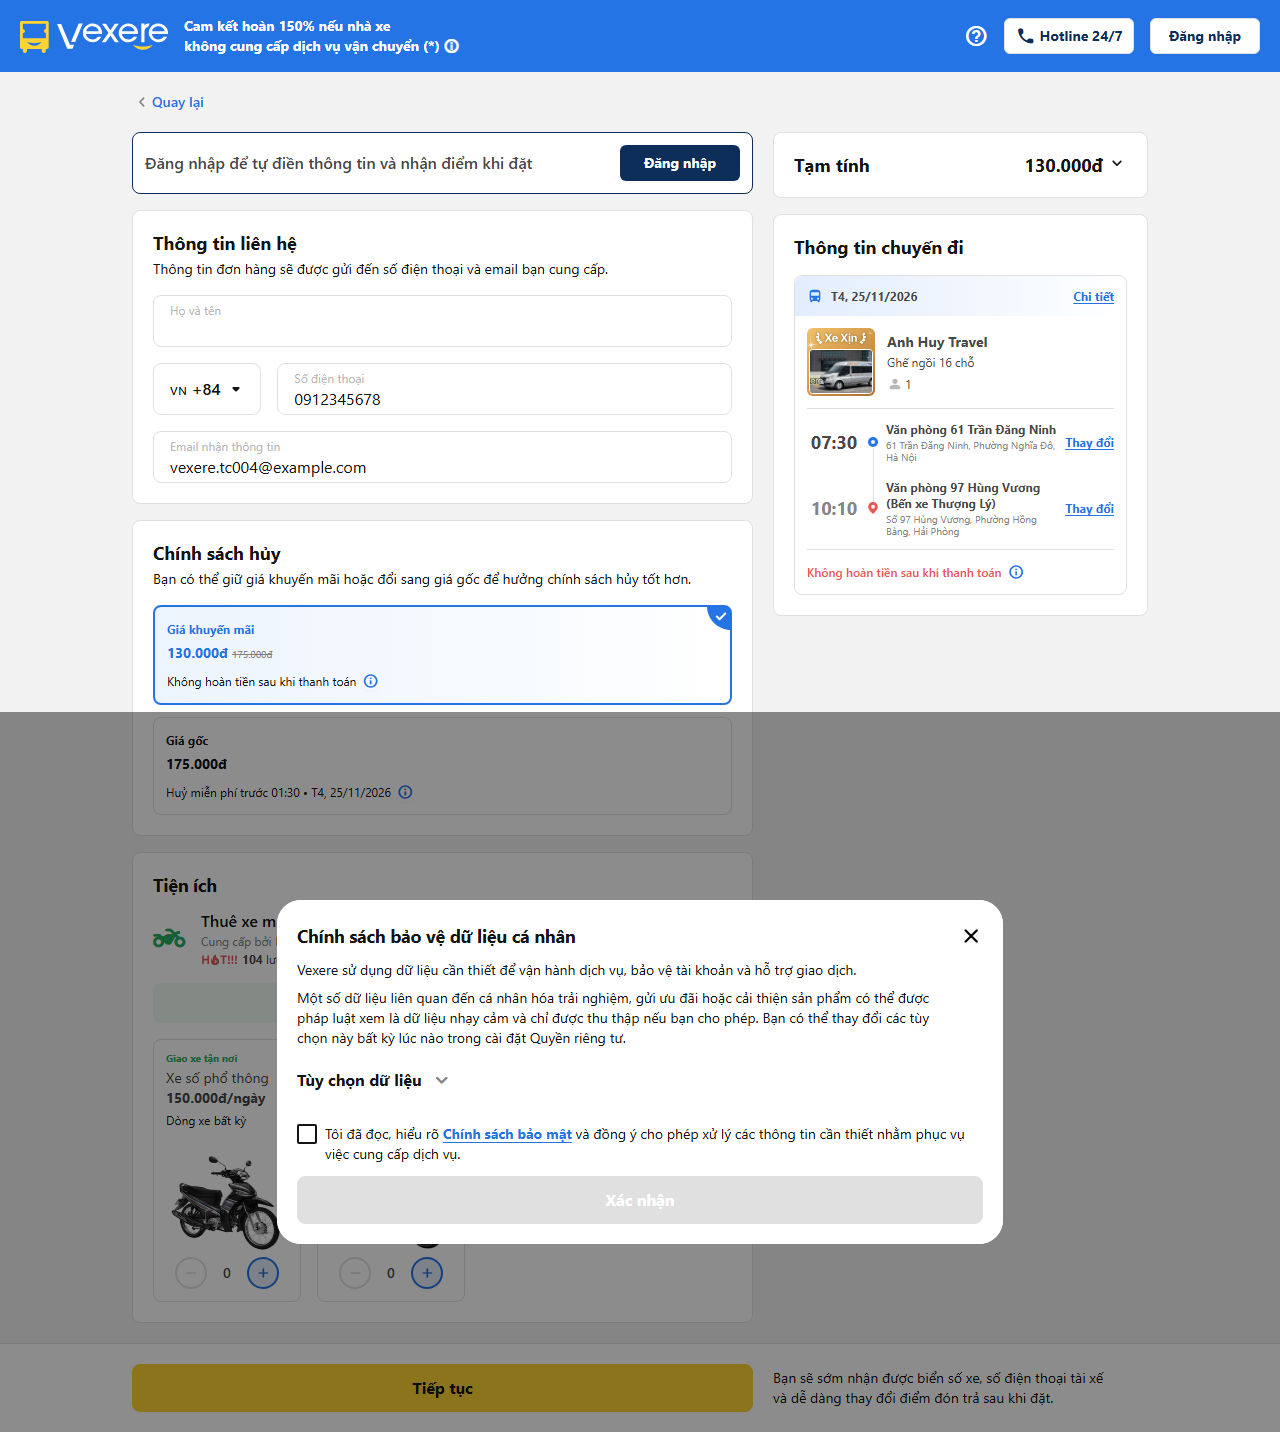 vexere
Cam kết hoàn 150% nếu nhà xe
không cung cấp dịch vụ vận chuyển (*)
Hotline 24/7
Đăng nhập
Quay lại
Đăng nhập để tự điền thông tin và nhận điểm khi đặt
Đăng nhập
Thông tin liên hệ
Thông tin đơn hàng sẽ được gửi đến số điện thoại và email bạn cung cấp.
Họ và tên
VN +84
Số điện thoại
0912345678
Email nhận thông tin
vexere.tc004@example.com
Chính sách hủy
Bạn có thể giữ giá khuyến mãi hoặc đổi sang giá gốc để hưởng chính sách hủy tốt hơn.
Giá khuyến mãi
130.000đ 175.000đ
Không hoàn tiền sau khi thanh toán
Giá gốc
175.000đ
Huỷ miễn phí trước 01:30 • T4, 25/11/2026
Tạm tính
130.000đ
Thông tin chuyến đi
T4, 25/11/2026
Chi tiết
Xe Xịn
Anh Huy Travel
Ghế ngồi 16 chỗ
1
07:30
Văn phòng 61 Trần Đăng Ninh
61 Trần Đăng Ninh, Phường Nghĩa Đô,
Hà Nội
Thay đổi
10:10
Văn phòng 97 Hùng Vương
(Bến xe Thượng Lý)
Số 97 Hùng Vương, Phường Hồng
Bàng, Hải Phòng
Thay đổi
Không hoàn tiền sau khi thanh toán
Tiện ích
Thuê xe m
Cung cấp bởi
HOT!!! 104 lư
Giao xe tận nơi
Xe số phổ thông
150.000đ/ngày
Dòng xe bất kỳ
0
0
Chính sách bảo vệ dữ liệu cá nhân
Vexere sử dụng dữ liệu cần thiết để vận hành dịch vụ, bảo vệ tài khoản và hỗ trợ giao dịch.
Một số dữ liệu liên quan đến cá nhân hóa trải nghiệm, gửi ưu đãi hoặc cải thiện sản phẩm có thể được
pháp luật xem là dữ liệu nhạy cảm và chỉ được thu thập nếu bạn cho phép. Bạn có thể thay đổi các tùy
chọn này bất kỳ lúc nào trong cài đặt Quyền riêng tư.
Tùy chọn dữ liệu
Tôi đã đọc, hiểu rõ Chính sách bảo mật và đồng ý cho phép xử lý các thông tin cần thiết nhằm phục vụ
việc cung cấp dịch vụ.
Xác nhận
Tiếp tục
Bạn sẽ sớm nhận được biển số xe, số điện thoại tài xế
và dễ dàng thay đổi điểm đón trả sau khi đặt.